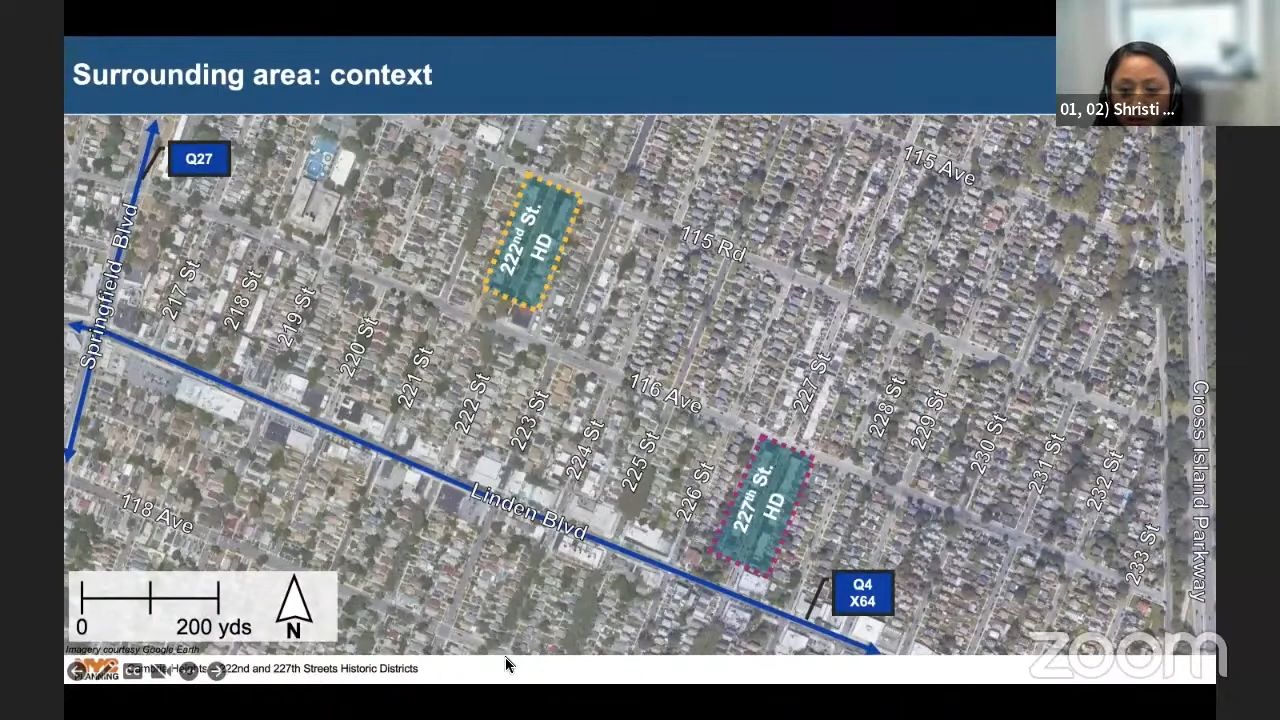 Surrounding area: context
01, 02) Shristi ...
Q27
115 Ave
222nd St.
HD
115 Rd
Springfield Blvd
217 St
218 St
219 St
220 St
221 St
222 St
223 St
224 St
225 St
226 St
227 St
228 St
229 St
230 St
231 St
232 St
233 St
116 Ave
Cross Island Parkway
227th St.
HD
Linden Blvd
118 Ave
Q4
X64
0
200 yds
N
Imagery courtesy Google Earth
PLANNING
22nd and 227th Streets Historic Districts
zoom